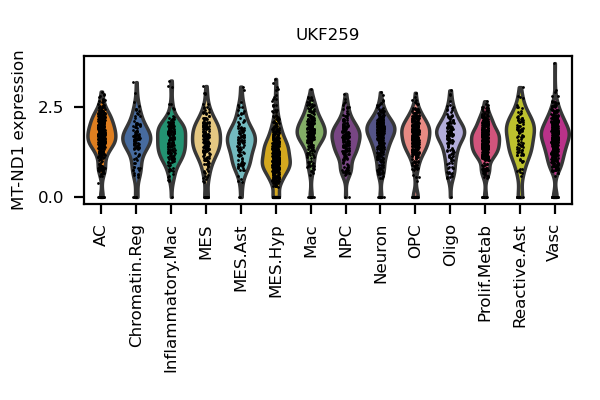 UKF259
MT-ND1 expression
2.5
0.0
AC
Chromatin.Reg
Inflammatory.Mac
MES
MES.Ast
MES.Hyp
Mac
NPC
Neuron
OPC
Oligo
Prolif.Metab
Reactive.Ast
Vasc